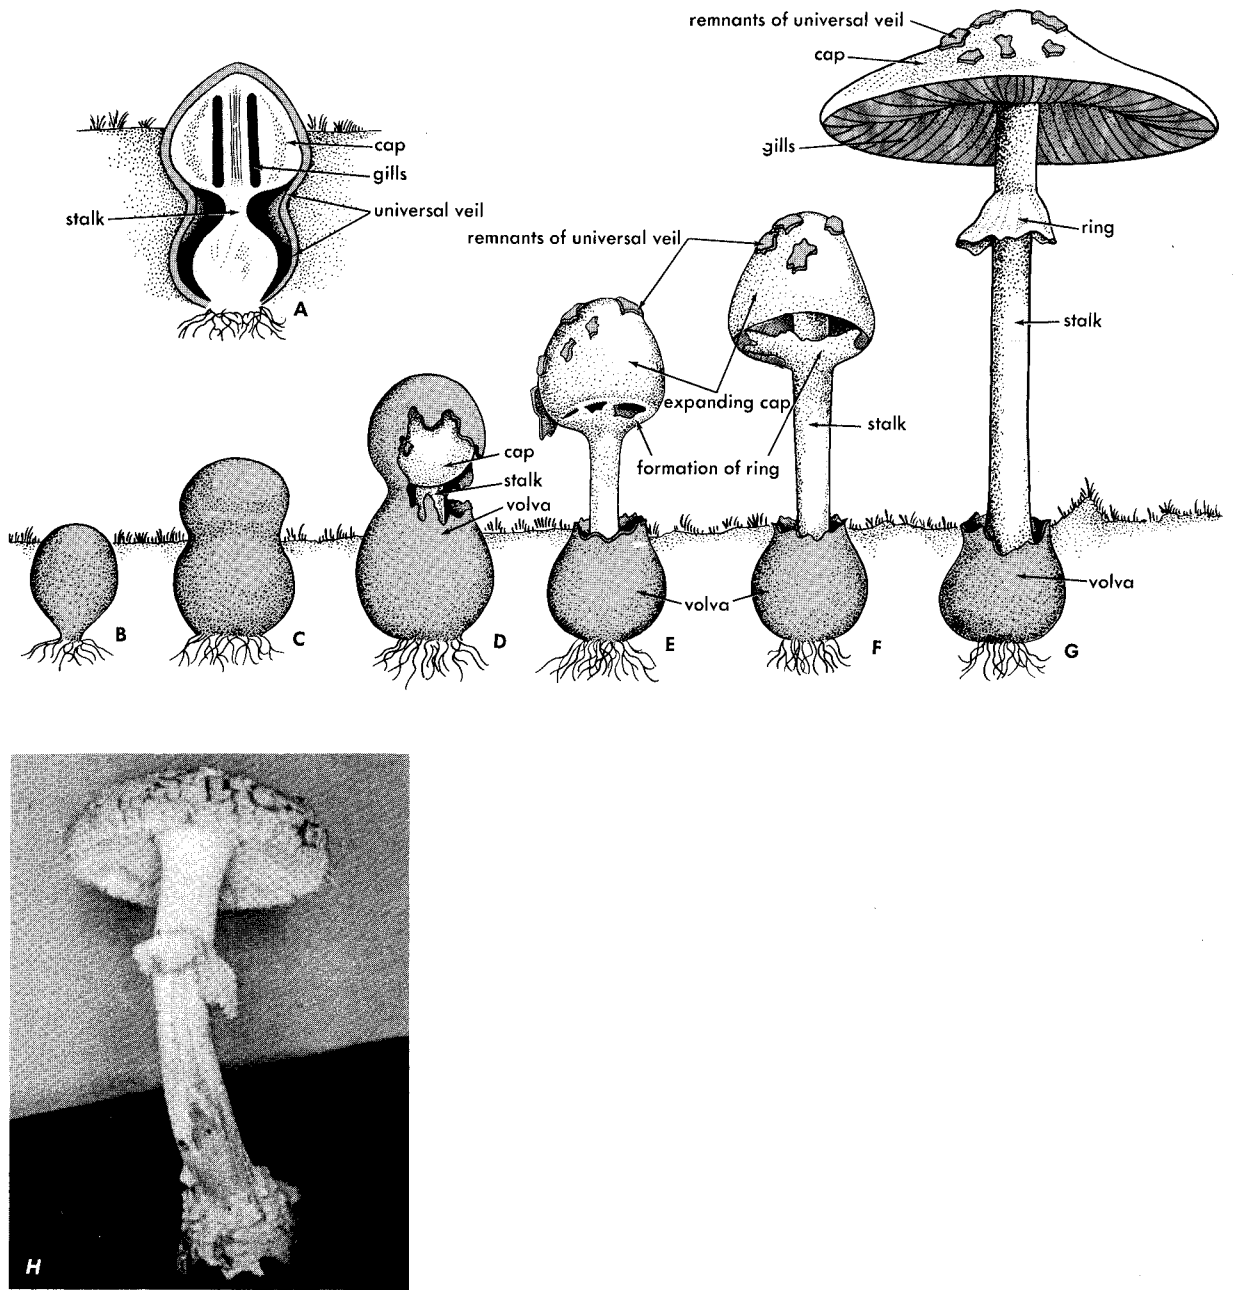 remnants of universal veil
cap
gills
ring
stalk
volva
G
cap
gills
universal veil
stalk
A
remnants of universal veil
expanding cap
formation of ring
stalk
volva
E
F
cap
stalk
volva
D
B
C
H